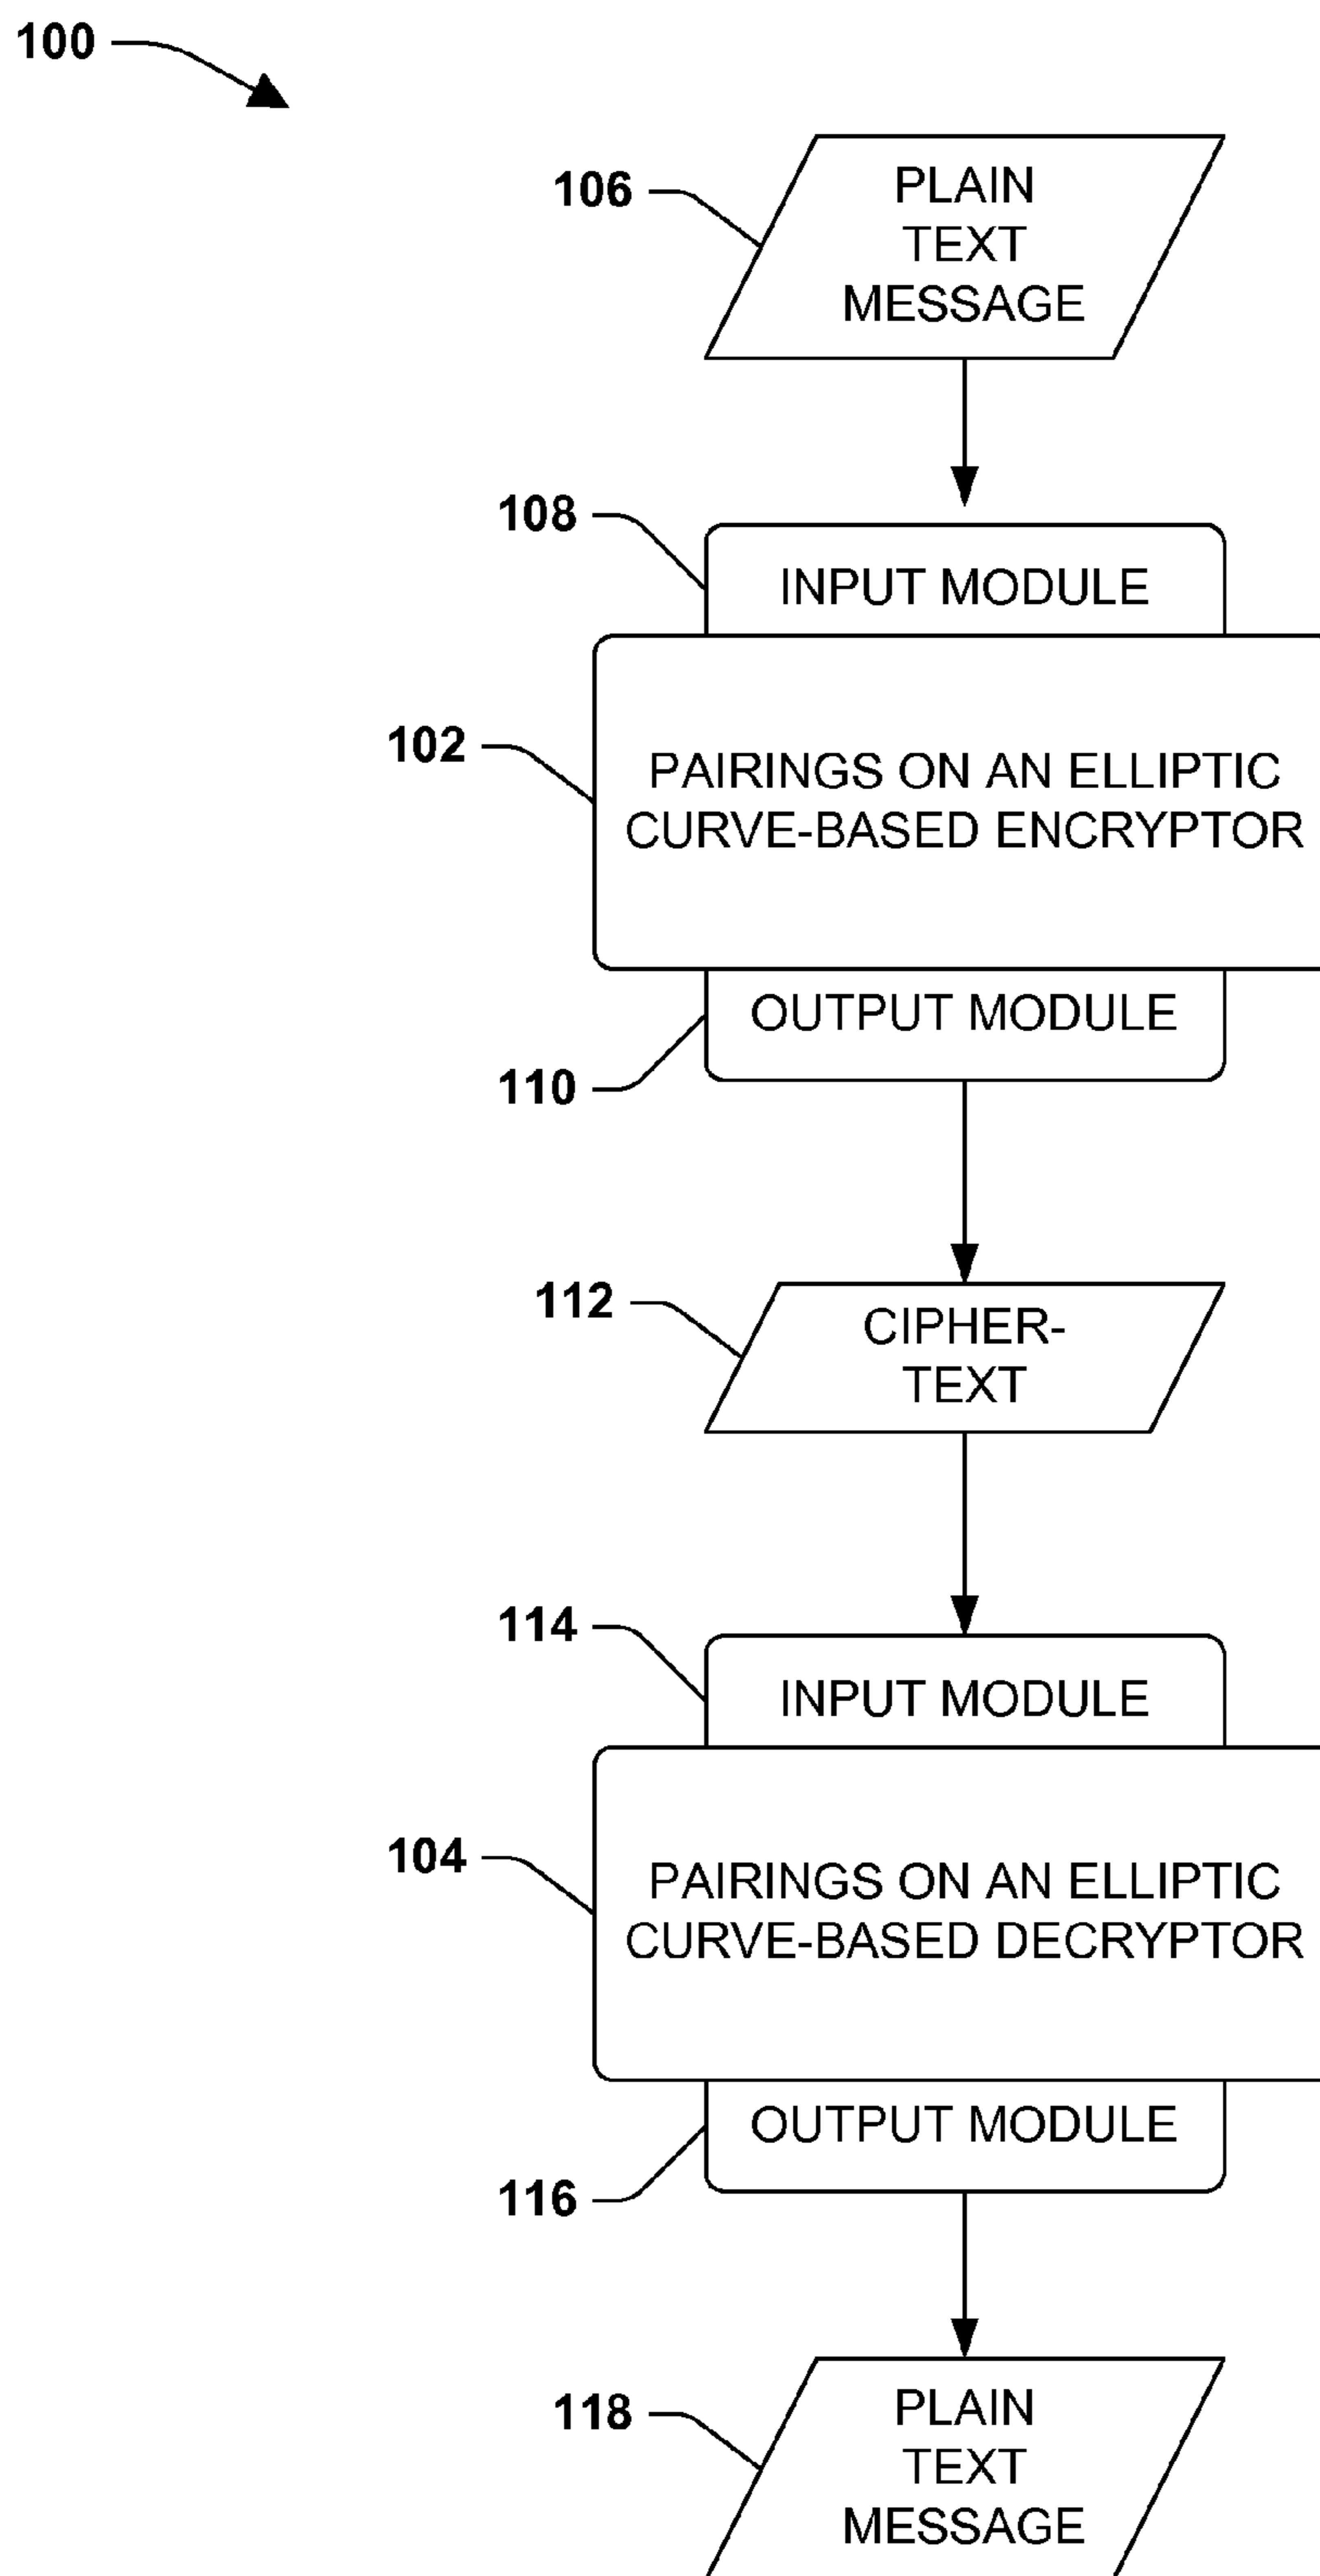 100
106
PLAIN
TEXT
MESSAGE
108
INPUT MODULE
102
PAIRINGS ON AN ELLIPTIC
CURVE-BASED ENCRYPTOR
OUTPUT MODULE
110
112
CIPHER-
TEXT
114
INPUT MODULE
104
PAIRINGS ON AN ELLIPTIC
CURVE-BASED DECRYPTOR
OUTPUT MODULE
116
118
PLAIN
TEXT
MESSAGE